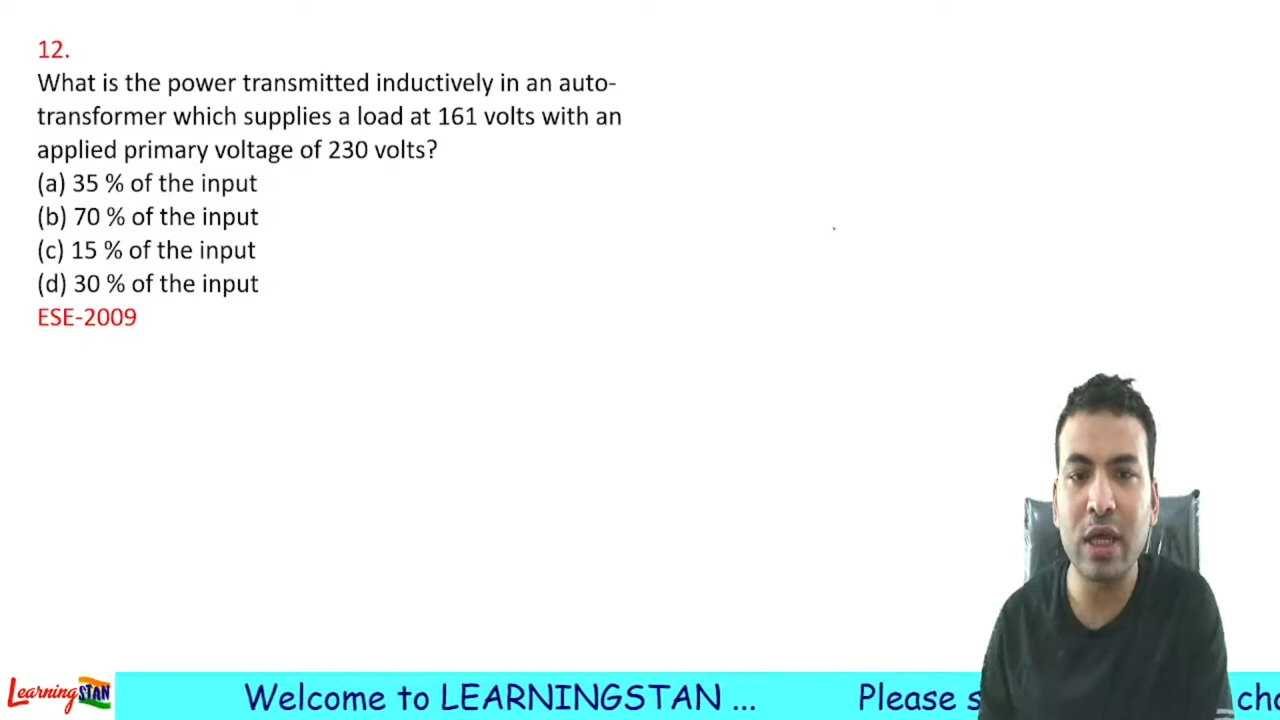 12.
What is the power transmitted inductively in an auto-
transformer which supplies a load at 161 volts with an
applied primary voltage of 230 volts?
(a) 35 % of the input
(b) 70 % of the input
(c) 15 % of the input
(d) 30 % of the input
ESE-2009
Learning STAN
Welcome to LEARNINGSTAN ... Please